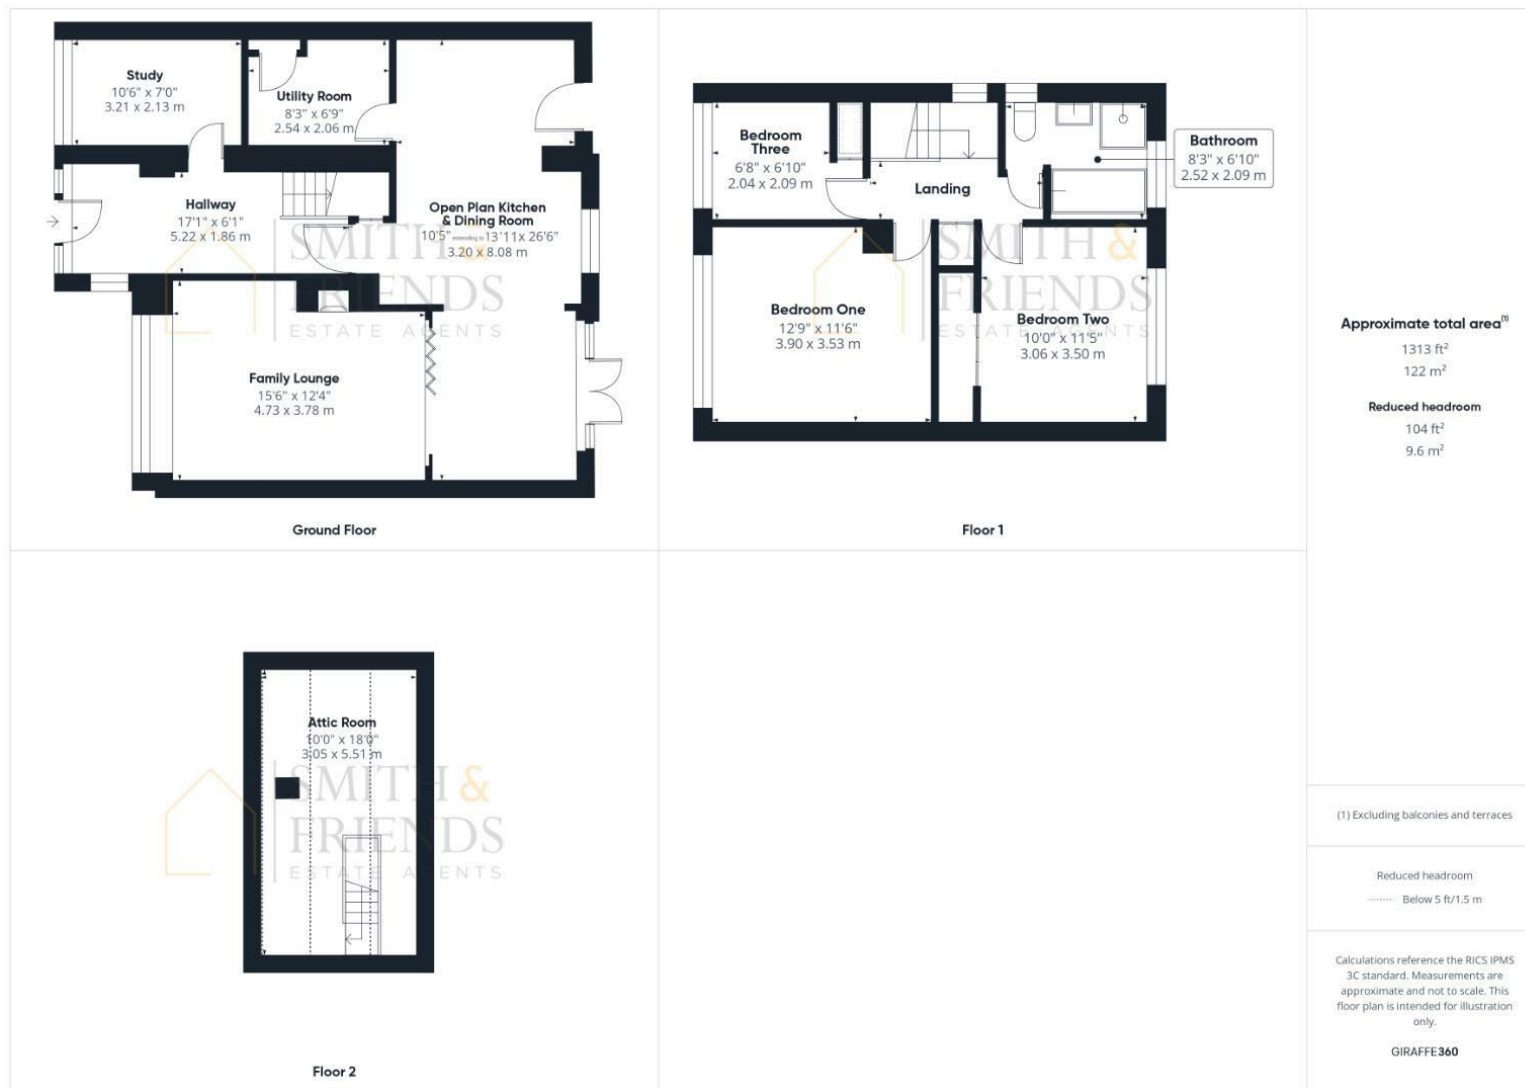 Study
10'6" x 7'0"
3.21 x 2.13 m
Utility Room
8'3" x 6'9"
2.54 x 2.06 m
Hallway
17'1" x 6'1"
5.22 x 1.86 m
Open Plan Kitchen
& Dining Room
10'5" extending to 13'11 x 26'6"
3.20 x 8.08 m
Family Lounge
15'6" x 12'4"
4.73 x 3.78 m
SMITH &
FRIENDS
ESTATE AGENTS
Ground Floor
Bedroom
Three
6'8" x 6'10"
2.04 x 2.09 m
Landing
Bathroom
8'3" x 6'10"
2.52 x 2.09 m
Bedroom One
12'9" x 11'6"
3.90 x 3.53 m
Bedroom Two
10'0" x 11'5"
3.06 x 3.50 m
SMITH &
FRIENDS
ESTATE AGENTS
Floor 1
Attic Room
10'0" x 18'0"
3.05 x 5.51 m
SMITH &
FRIENDS
ESTATE AGENTS
Floor 2
Approximate total area(1)
1313 ft²
122 m²
Reduced headroom
104 ft²
9.6 m²
(1) Excluding balconies and terraces
Reduced headroom
Below 5 ft/1.5 m
Calculations reference the RICS IPMS
3C standard. Measurements are
approximate and not to scale. This
floor plan is intended for illustration
only.
GIRAFFE360